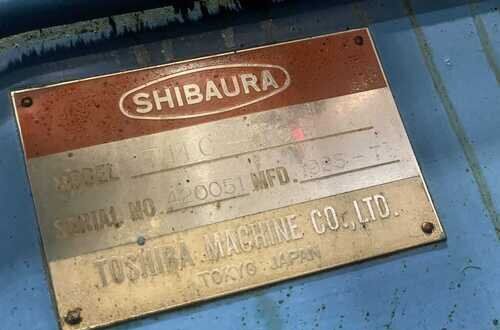 SHIBAURA
MODEL
SERIAL NO. 420051 MFD.
TOSHIBA MACHINE CO., LTD.
TOKYO JAPAN